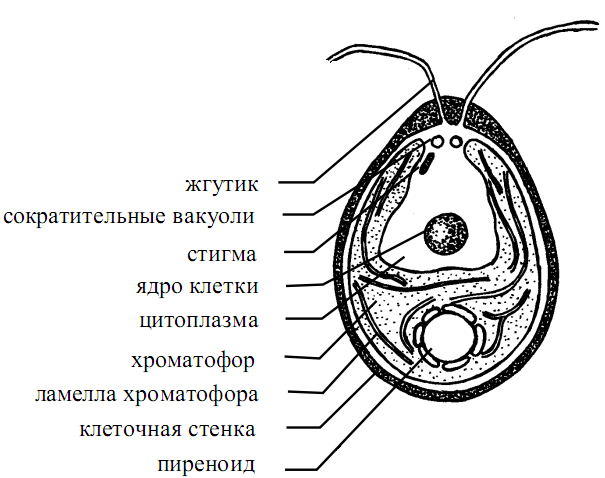 жгутик
сократительные вакуоли
стигма
ядро клетки
цитоплазма
хроматофор
ламелла хроматофора
клеточная стенка
пиреноид